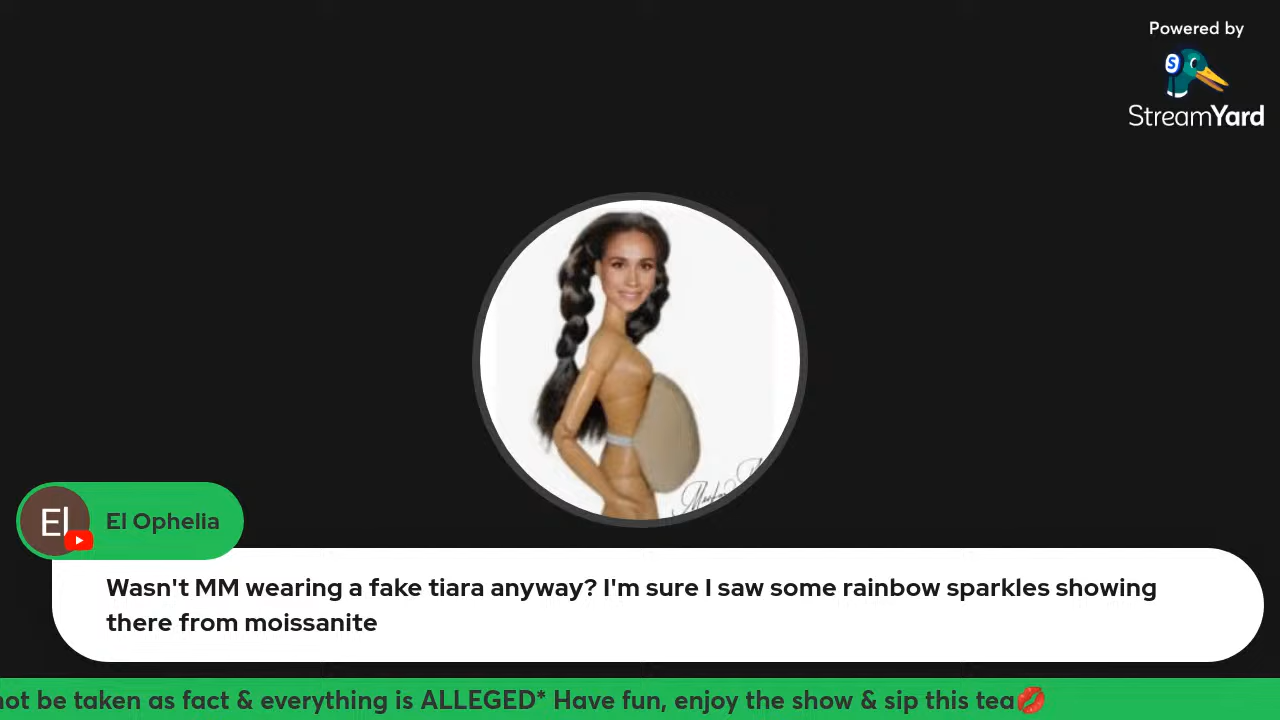 Powered by
S
StreamYard
El
El Ophelia
Wasn't MM wearing a fake tiara anyway? I'm sure I saw some rainbow sparkles showing
there from moissanite
not be taken as fact & everything is ALLEGED* Have fun, enjoy the show & sip this tea💋